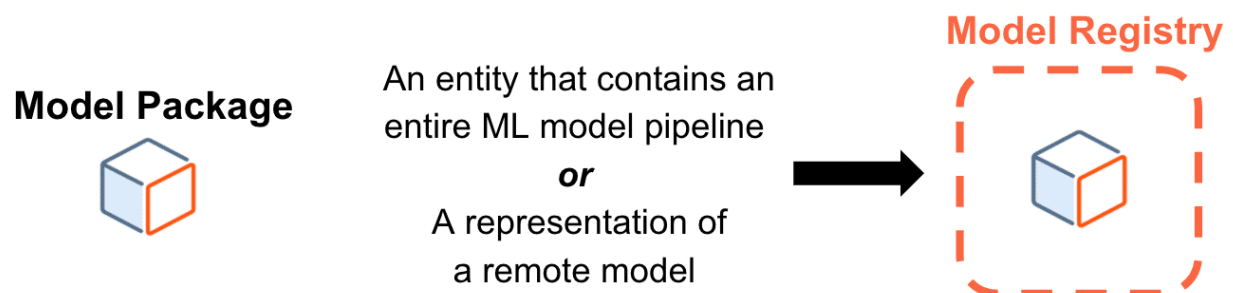 Model Package
An entity that contains an
entire ML model pipeline
or
A representation of
a remote model
Model Registry